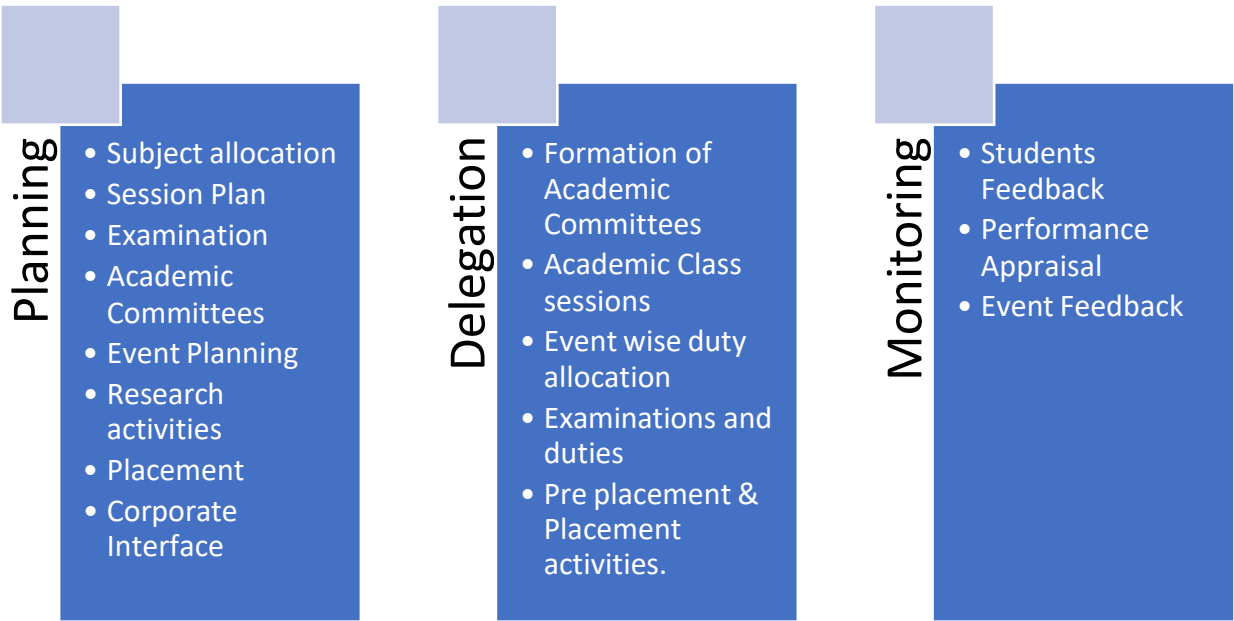 Planning
• Subject allocation
• Session Plan
• Examination
• Academic
Committees
• Event Planning
• Research
activities
• Placement
• Corporate
Interface
Delegation
• Formation of
Academic
Committees
• Academic Class
sessions
• Event wise duty
allocation
• Examinations and
duties
• Pre placement &
Placement
activities.
Monitoring
• Students
Feedback
• Performance
Appraisal
• Event Feedback